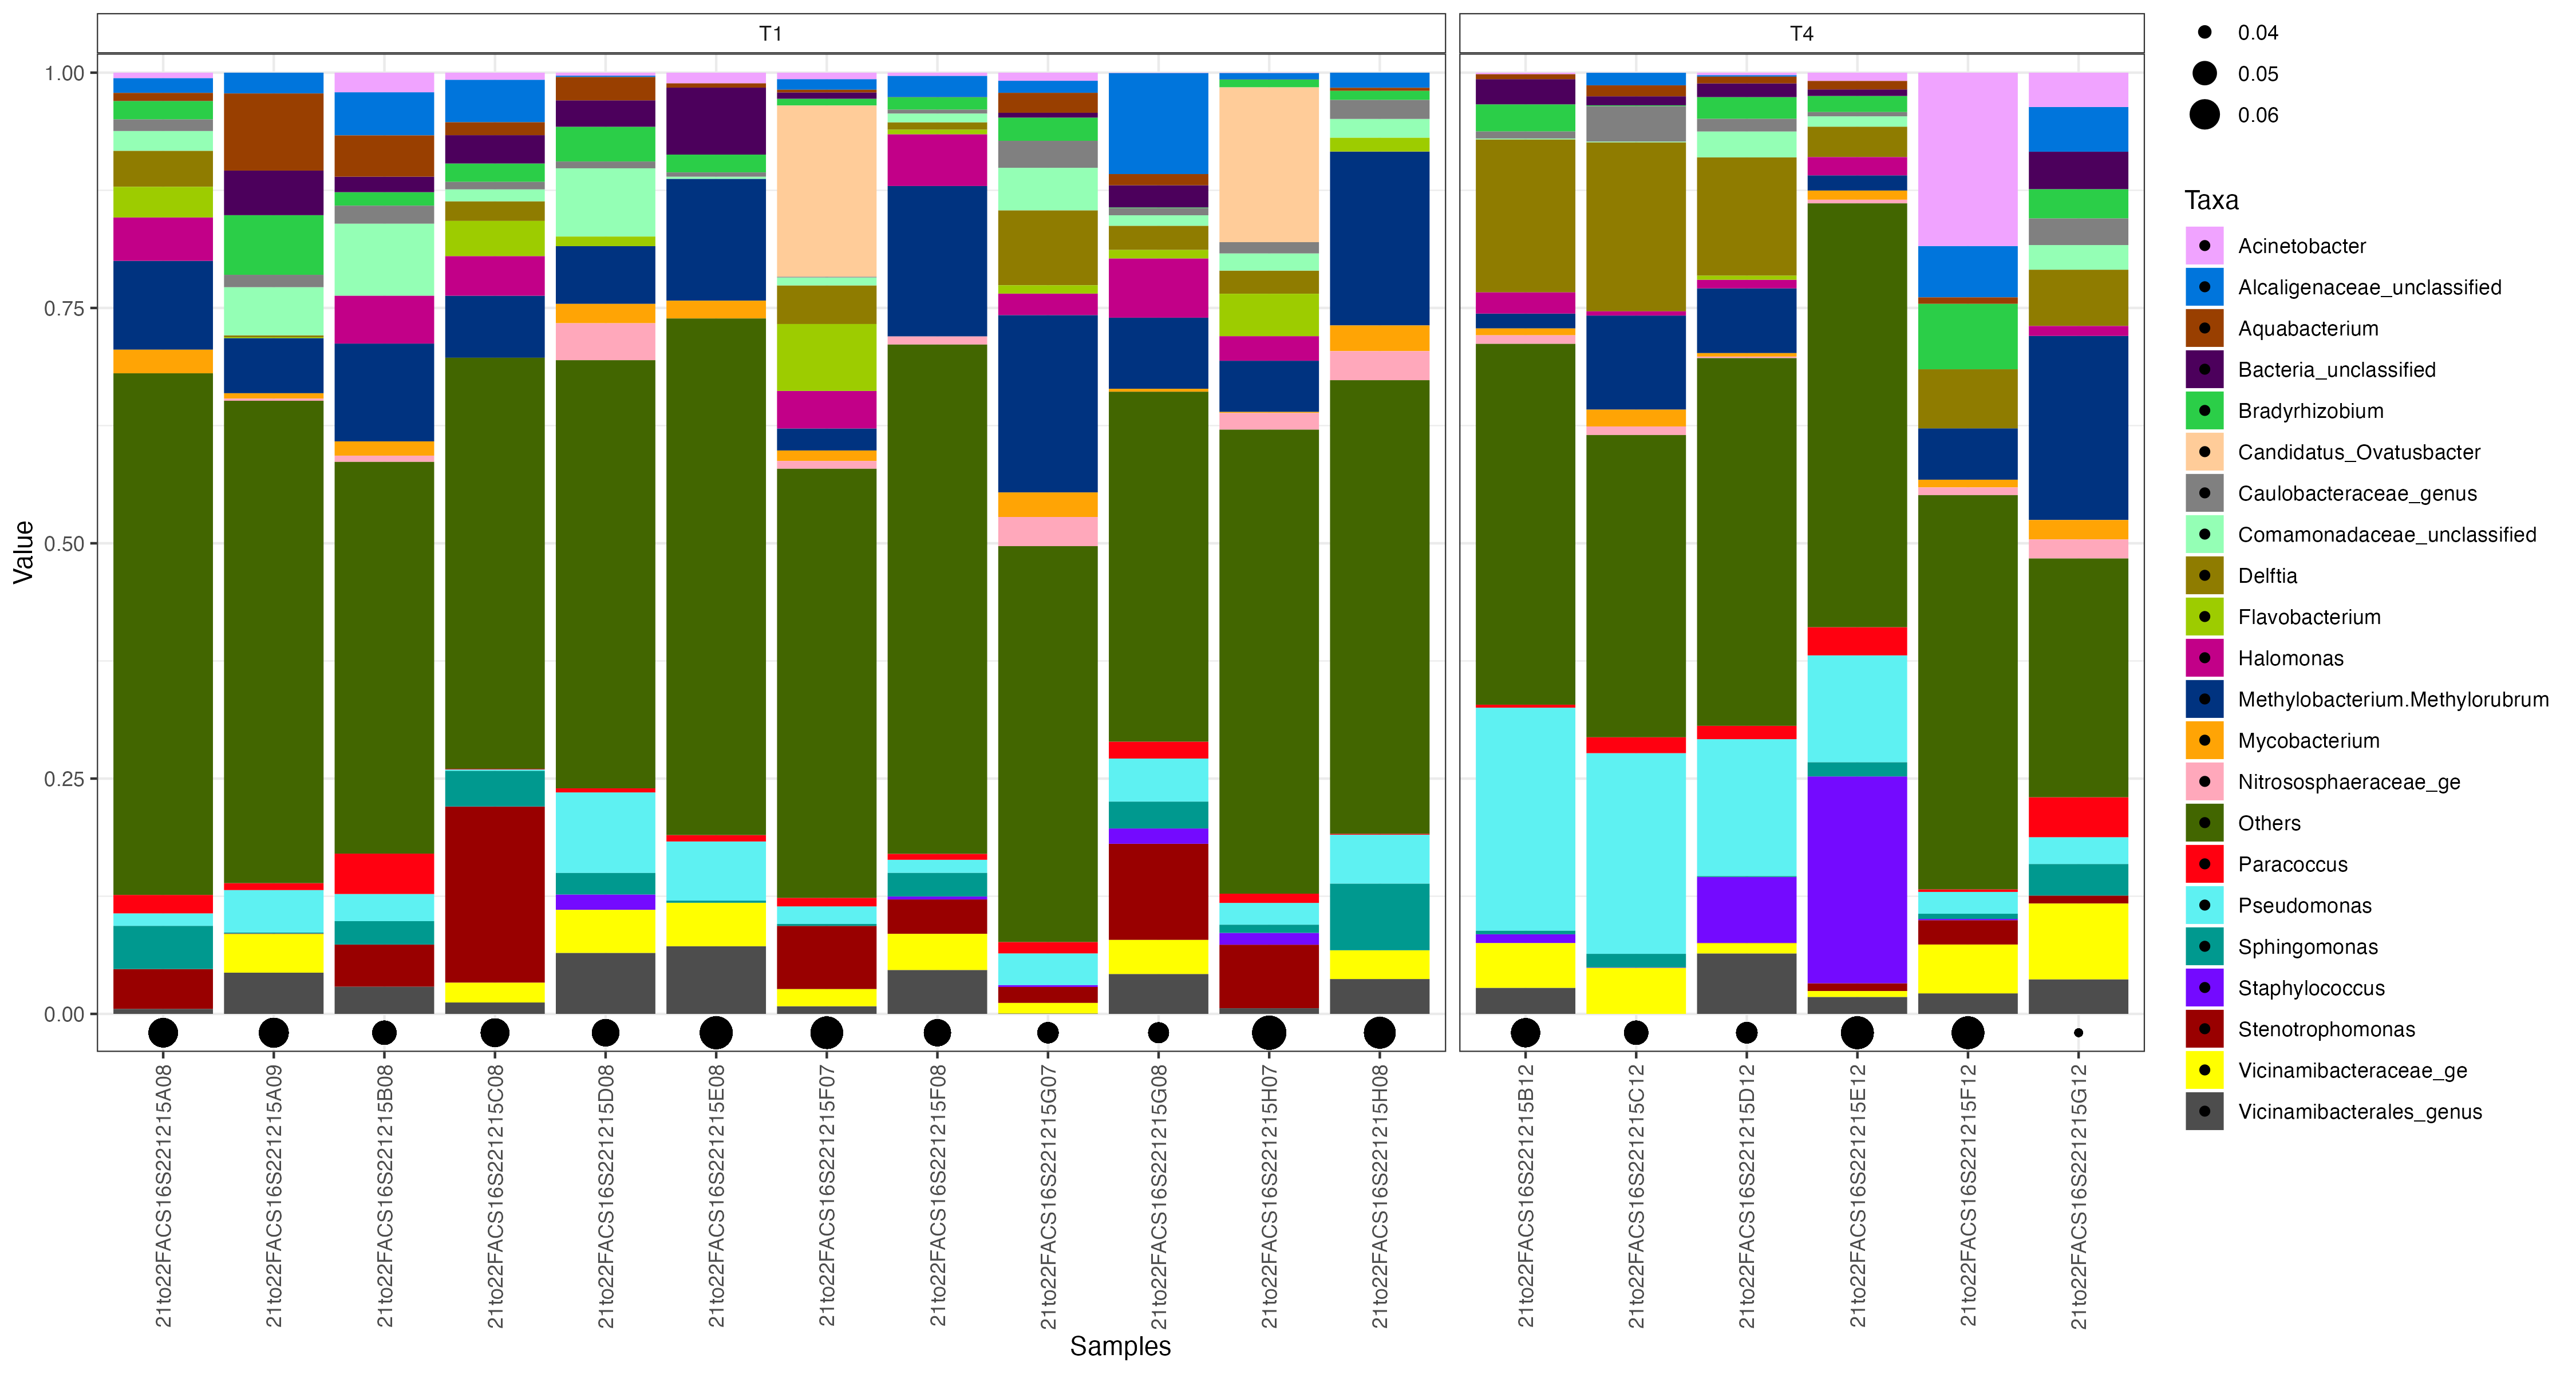 T1
T4
1.00
0.75
0.50
0.25
0.00
Value
21to22FACS16S221215A08
21to22FACS16S221215A09
21to22FACS16S221215B08
21to22FACS16S221215C08
21to22FACS16S221215D08
21to22FACS16S221215E08
21to22FACS16S221215F07
21to22FACS16S221215F08
21to22FACS16S221215G07
21to22FACS16S221215G08
21to22FACS16S221215H07
21to22FACS16S221215H08
21to22FACS16S221215B12
21to22FACS16S221215C12
21to22FACS16S221215D12
21to22FACS16S221215E12
21to22FACS16S221215F12
21to22FACS16S221215G12
Samples
0.04
0.05
0.06
Taxa
Acinetobacter
Alcaligenaceae_unclassified
Aquabacterium
Bacteria_unclassified
Bradyrhizobium
Candidatus_Ovatusbacter
Caulobacteraceae_genus
Comamonadaceae_unclassified
Delftia
Flavobacterium
Halomonas
Methylobacterium.Methylorubrum
Mycobacterium
Nitrososphaeraceae_ge
Others
Paracoccus
Pseudomonas
Sphingomonas
Staphylococcus
Stenotrophomonas
Vicinamibacteraceae_ge
Vicinamibacterales_genus